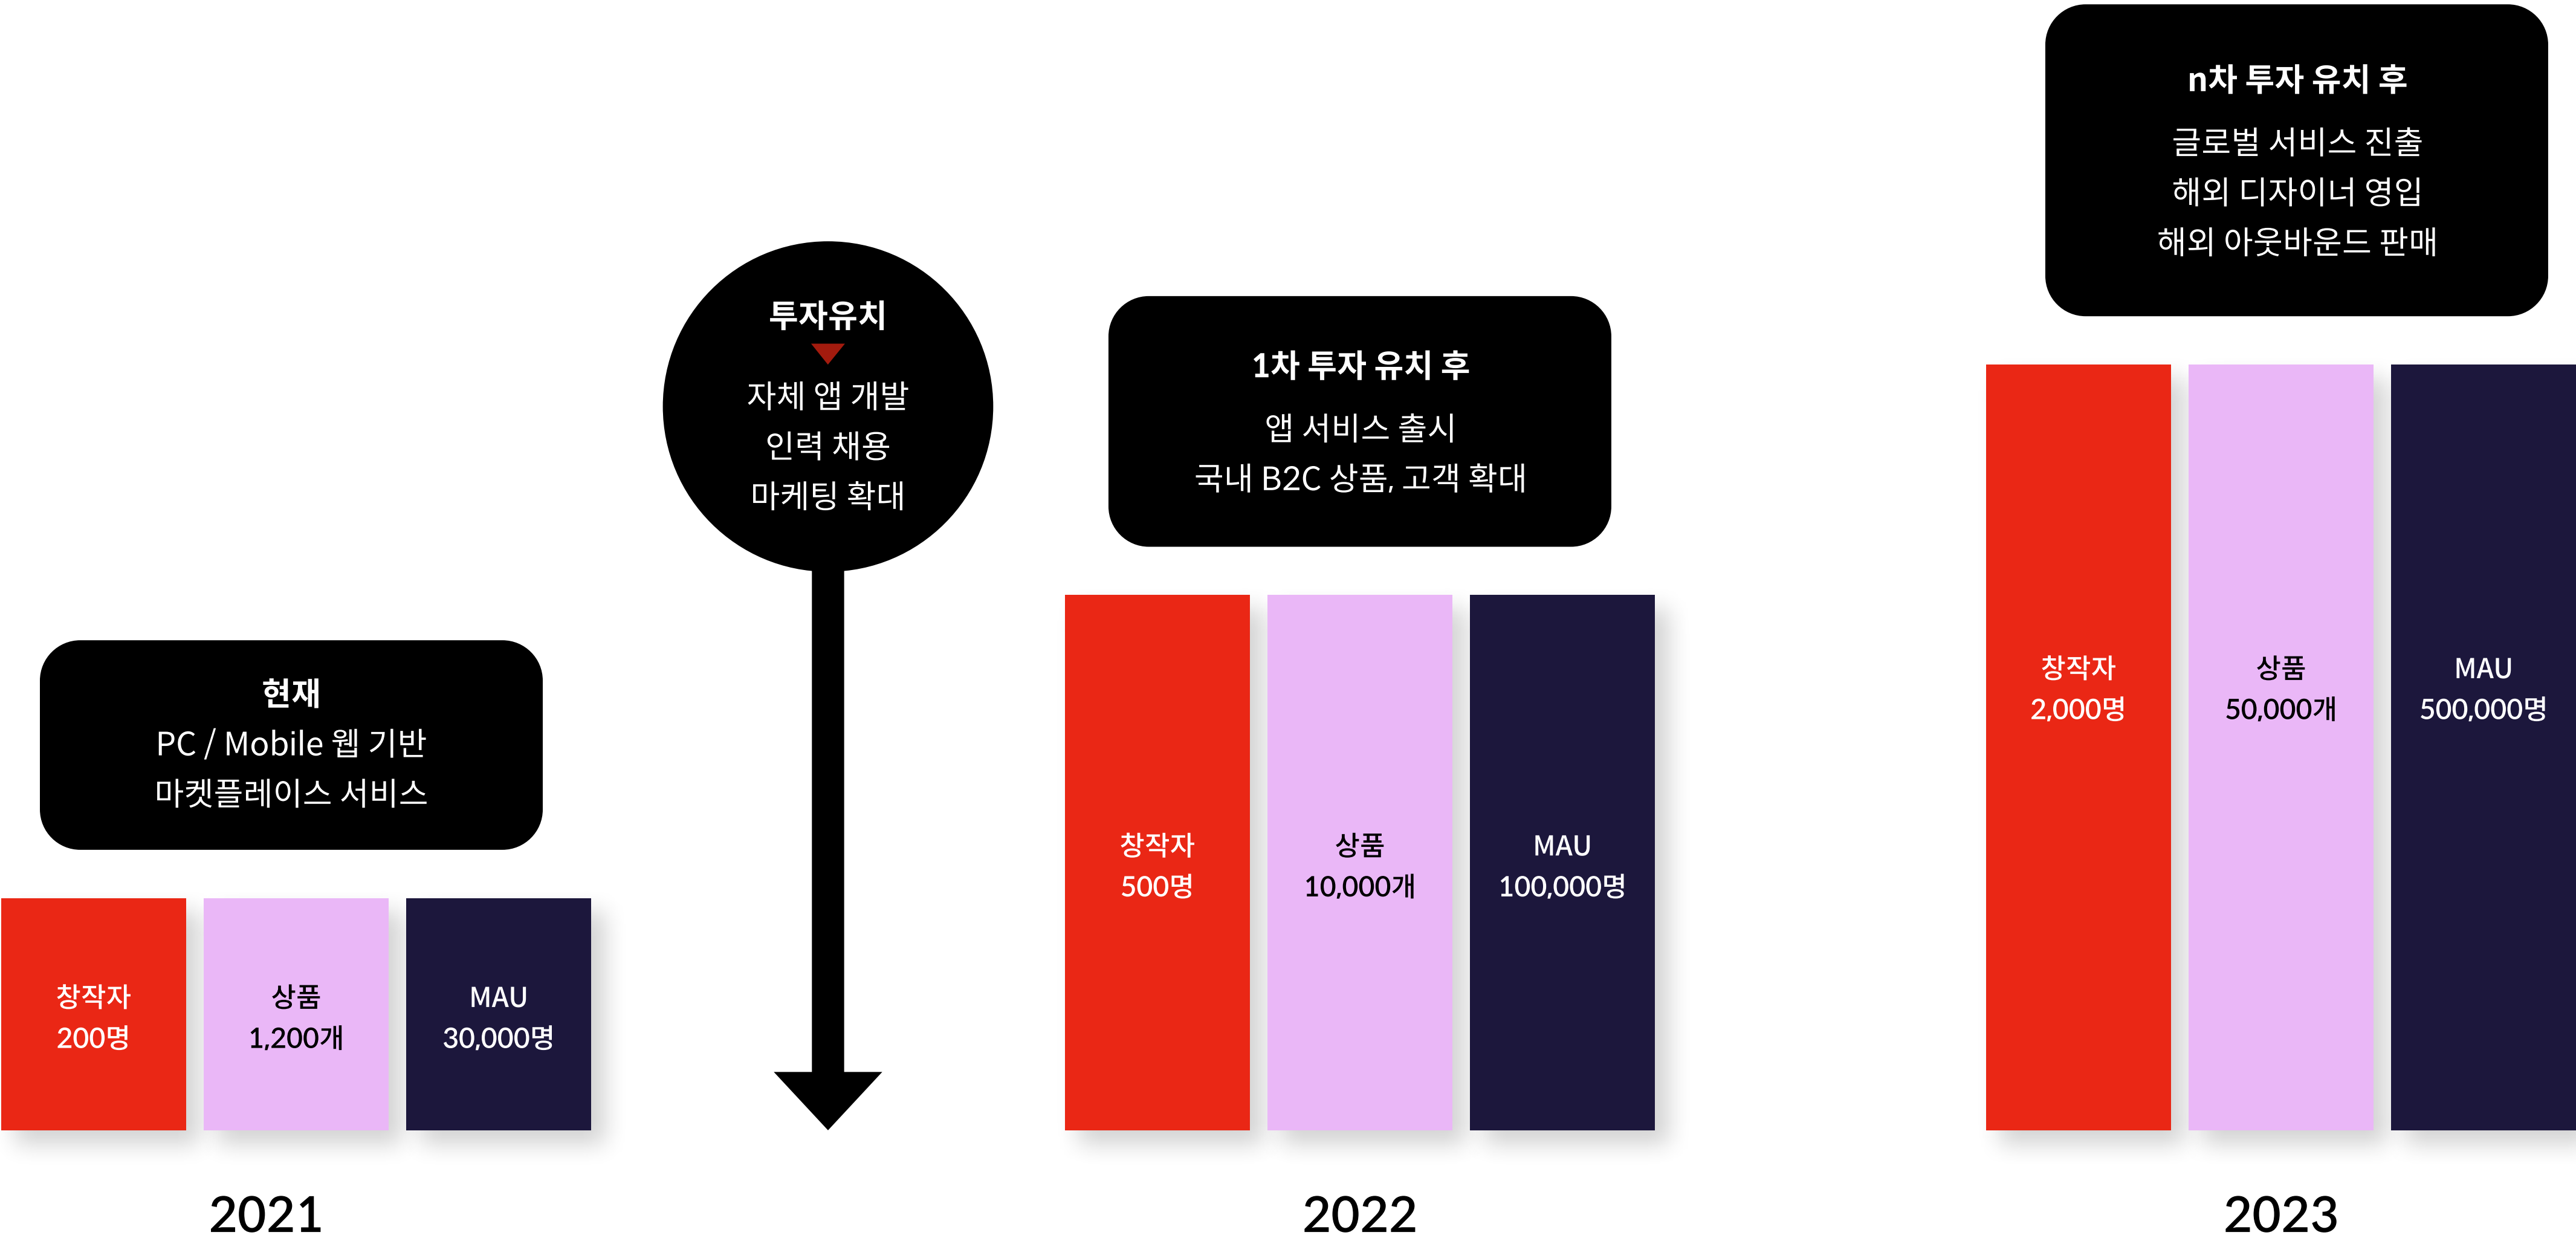 현재
PC / Mobile 웹 기반
마켓플레이스 서비스
창작자
200명
상품
1,200개
MAU
30,000명
2021
투자유치
자체 앱 개발
인력 채용
마케팅 확대
1차 투자 유치 후
앱 서비스 출시
국내 B2C 상품, 고객 확대
창작자
500명
상품
10,000개
MAU
100,000명
2022
n차 투자 유치 후
글로벌 서비스 진출
해외 디자이너 영입
해외 아웃바운드 판매
창작자
2,000명
상품
50,000개
MAU
500,000명
2023